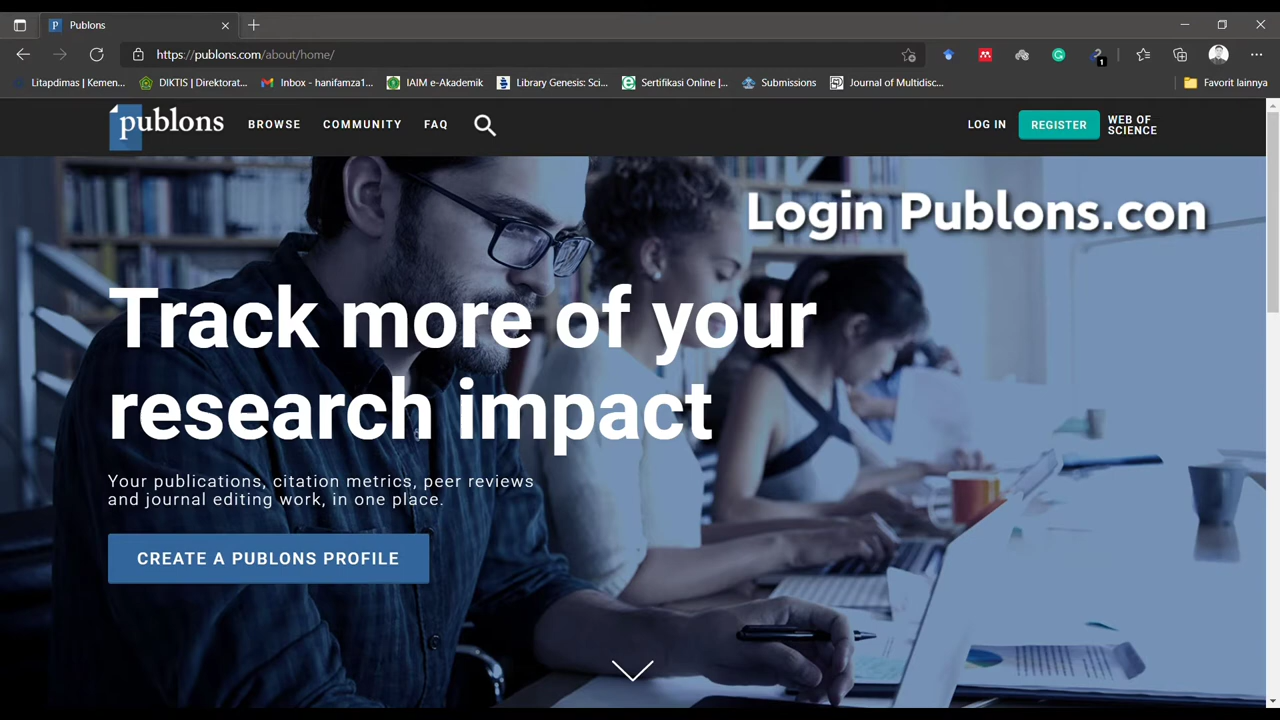 Publons
https://publons.com/about/home/
1
Litapdimas | Kemen...
DIKTIS | Direktorat...
Inbox - hanifamza1...
IAIM e-Akademik
Library Genesis: Sci...
Sertifikasi Online |...
Submissions
Journal of Multidisc...
Favorit lainnya
publons
BROWSE
COMMUNITY
FAQ
LOG IN
REGISTER
WEB OF
SCIENCE
Login Publons.con
Track more of your
research impact
Your publications, citation metrics, peer reviews
and journal editing work, in one place.
CREATE A PUBLONS PROFILE